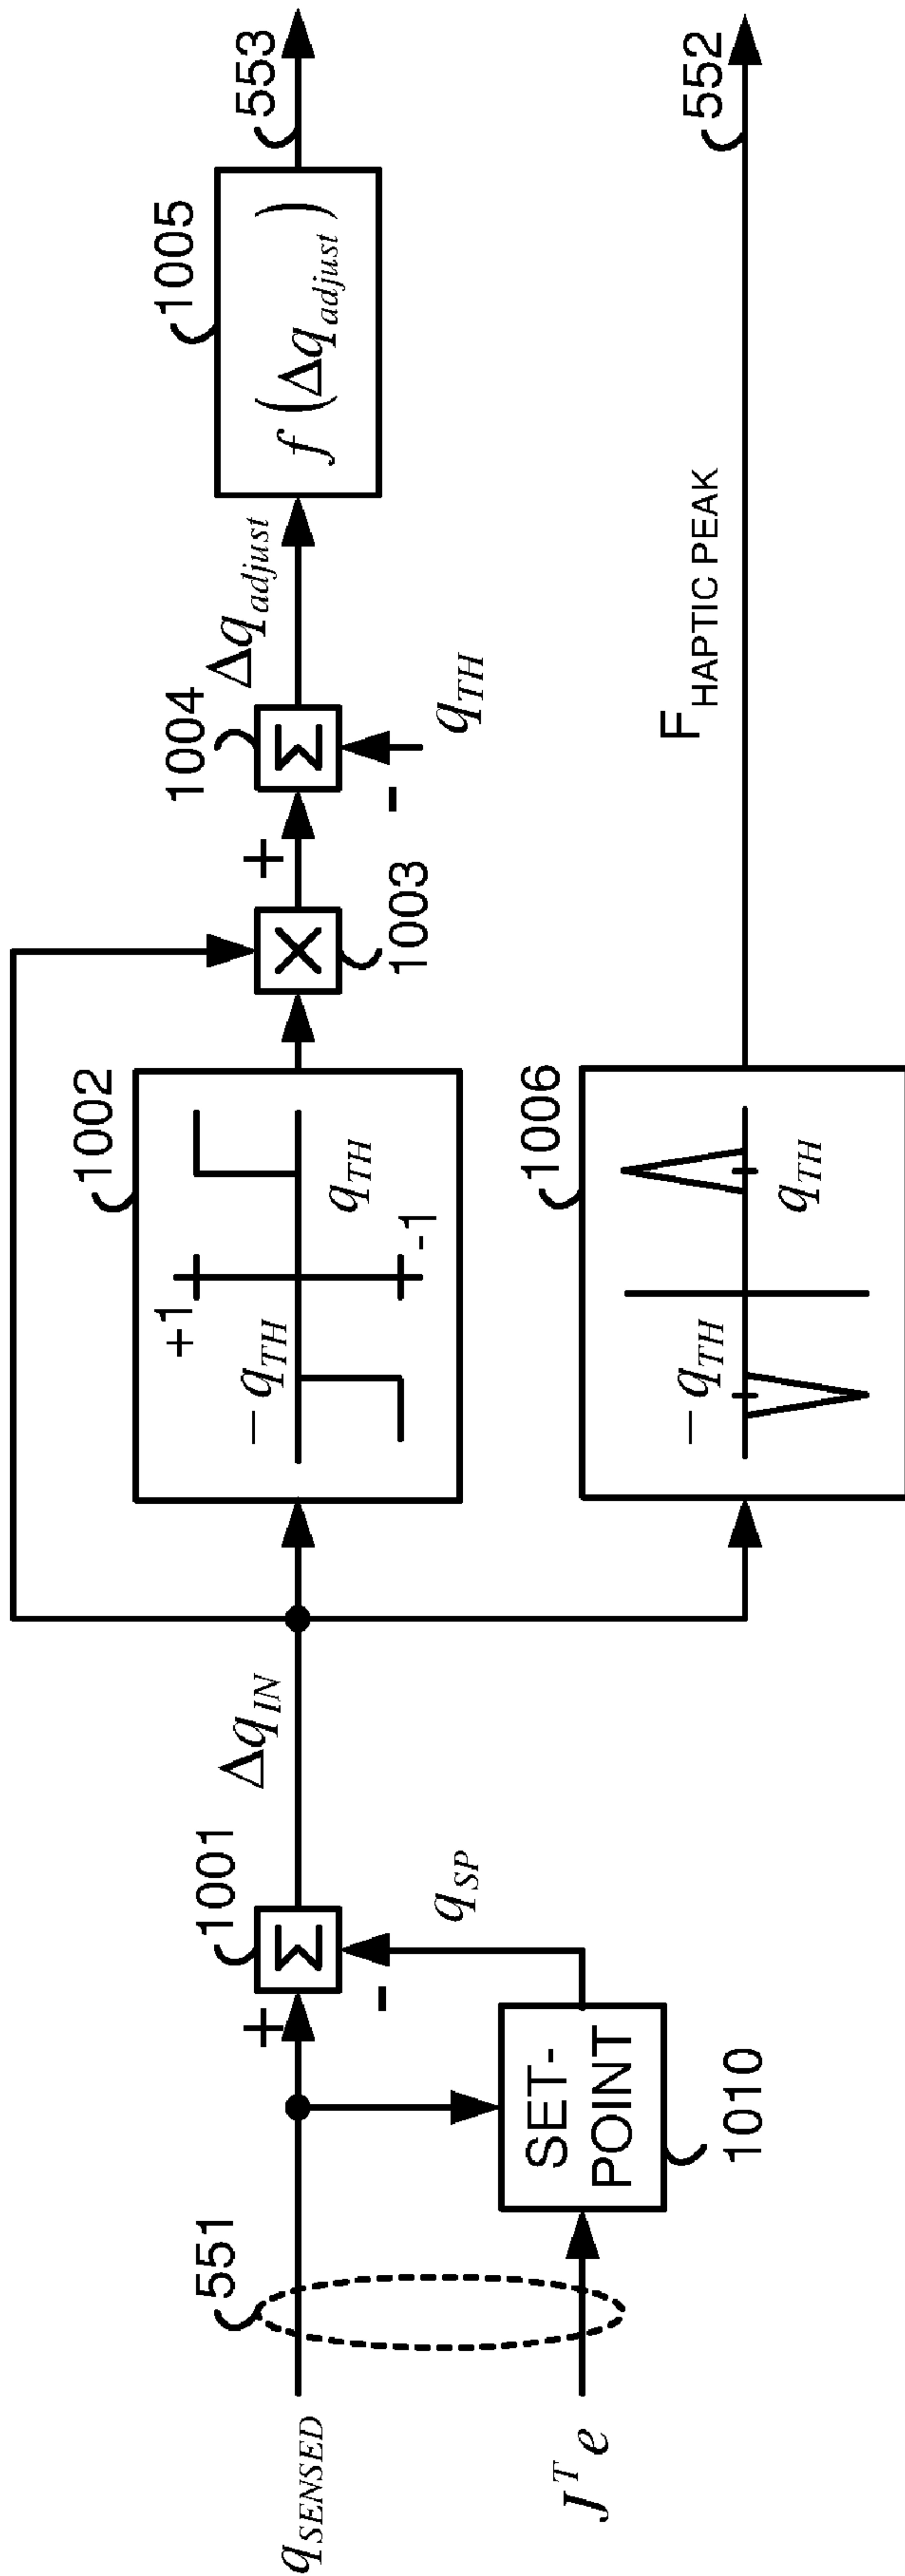 q_SENSED
J^T e
551
SET-
POINT
1010
+
-
Σ
1001
q_SP
Δq_IN
1002
+1
-1
-q_TH
q_TH
X
1003
+
-
Σ
1004
q_TH
Δq_adjust
1005
f (Δq_adjust)
553
1006
-q_TH
q_TH
F_HAPTIC PEAK
552